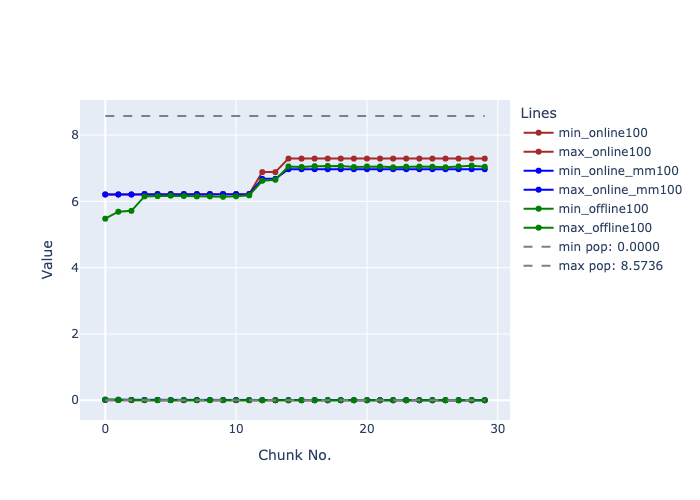 Lines
min_online100
max_online100
min_online_mm100
max_online_mm100
min_offline100
max_offline100
min pop: 0.0000
max pop: 8.5736
8
6
4
2
0
Value
0
10
20
30
Chunk No.